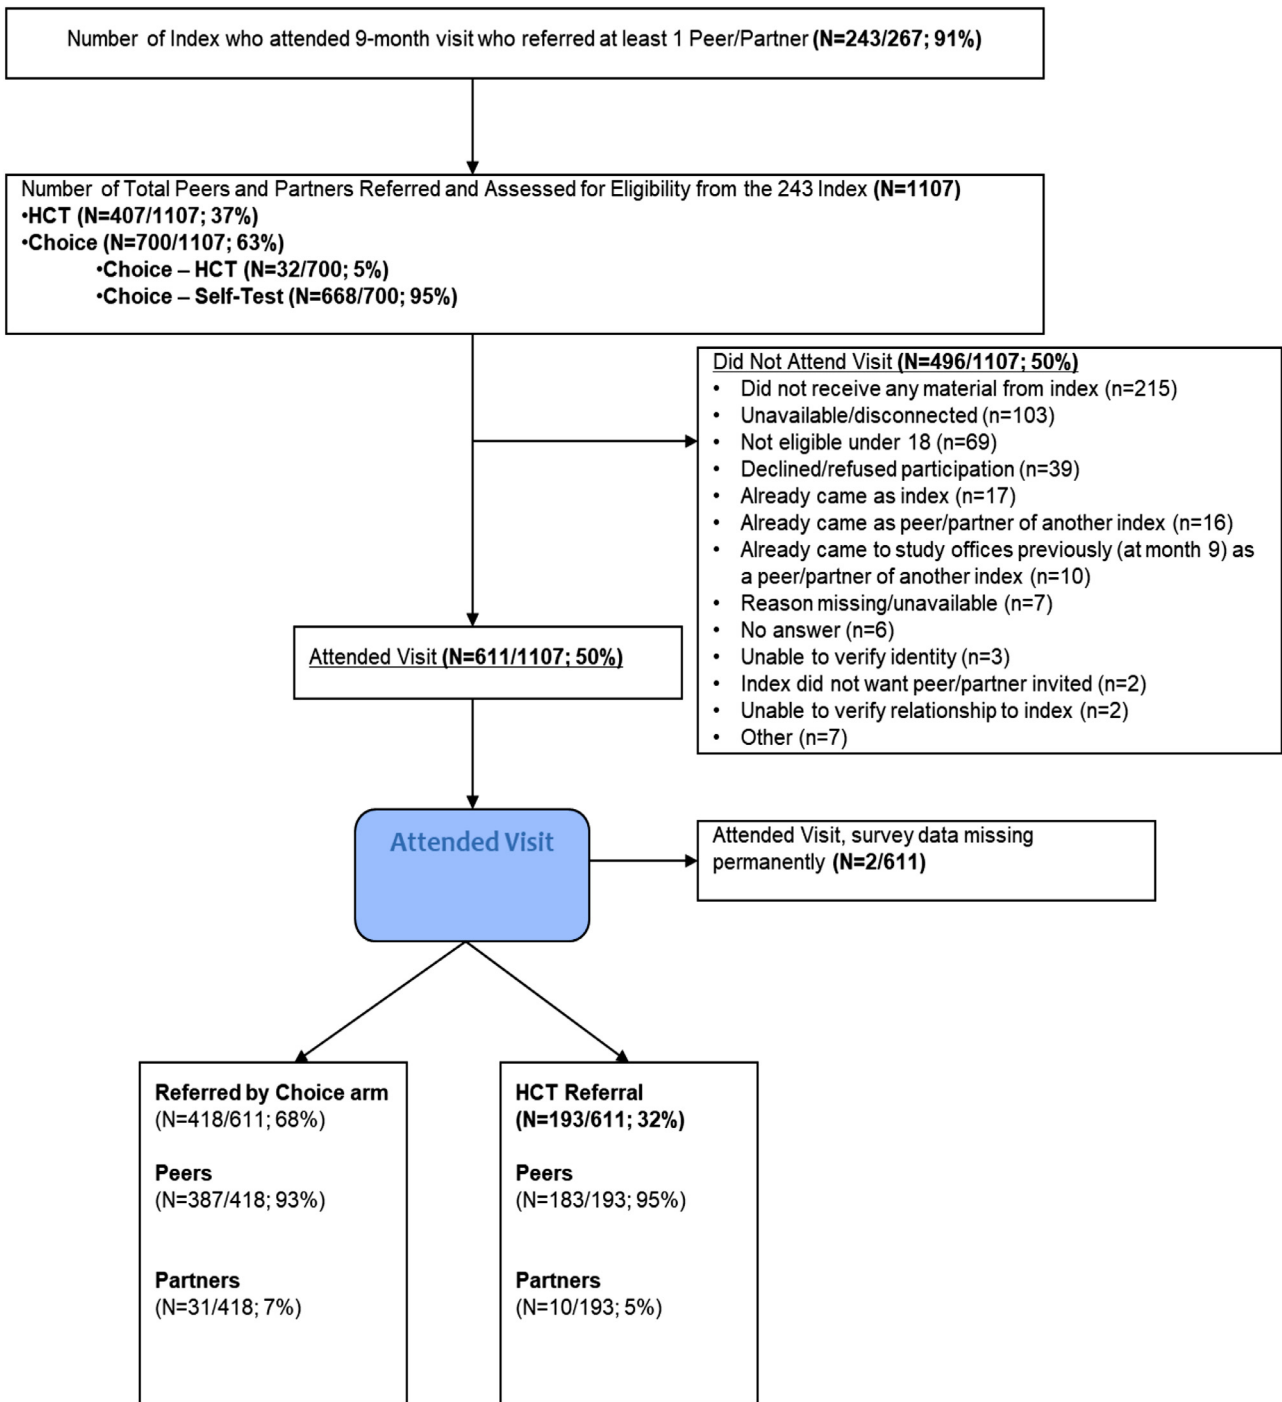 Number of Index who attended 9-month visit who referred at least 1 Peer/Partner (N=243/267; 91%)
Number of Total Peers and Partners Referred and Assessed for Eligibility from the 243 Index (N=1107)
•HCT (N=407/1107; 37%)
•Choice (N=700/1107; 63%)
•Choice – HCT (N=32/700; 5%)
•Choice – Self-Test (N=668/700; 95%)
Did Not Attend Visit (N=496/1107; 50%)
• Did not receive any material from index (n=215)
• Unavailable/disconnected (n=103)
• Not eligible under 18 (n=69)
• Declined/refused participation (n=39)
• Already came as index (n=17)
• Already came as peer/partner of another index (n=16)
• Already came to study offices previously (at month 9) as
a peer/partner of another index (n=10)
• Reason missing/unavailable (n=7)
• No answer (n=6)
• Unable to verify identity (n=3)
• Index did not want peer/partner invited (n=2)
• Unable to verify relationship to index (n=2)
• Other (n=7)
Attended Visit (N=611/1107; 50%)
Attended Visit
Attended Visit, survey data missing
permanently (N=2/611)
Referred by Choice arm
(N=418/611; 68%)
Peers
(N=387/418; 93%)
Partners
(N=31/418; 7%)
HCT Referral
(N=193/611; 32%)
Peers
(N=183/193; 95%)
Partners
(N=10/193; 5%)